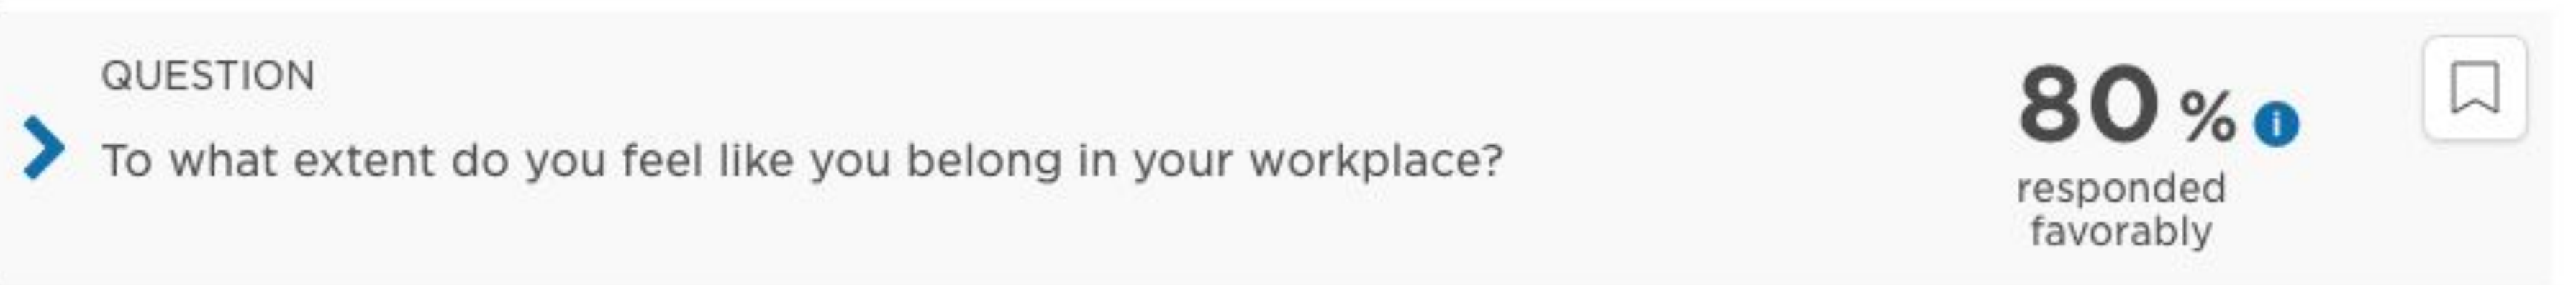 QUESTION
To what extent do you feel like you belong in your workplace?
80 % i
responded
favorably